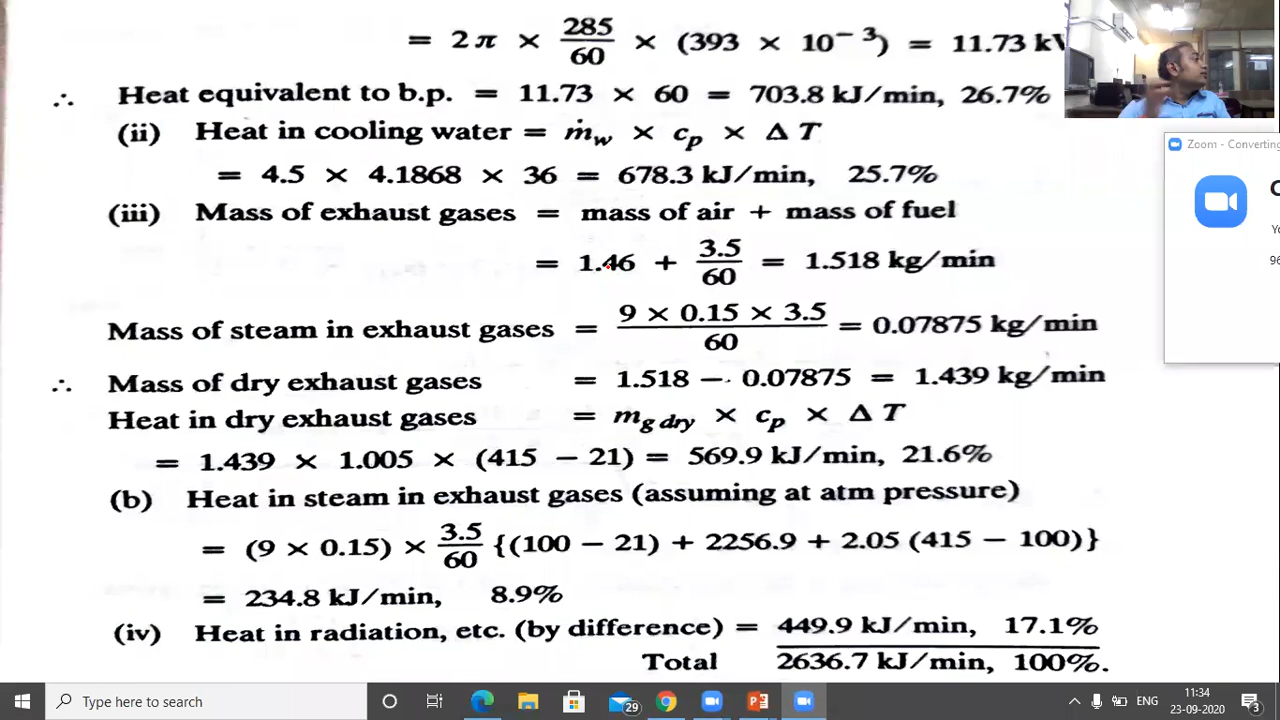 = 2π × 285/60 × (393 × 10⁻³) = 11.73
∴ Heat equivalent to b.p. = 11.73 × 60 = 703.8 kJ/min, 26.7%
(ii) Heat in cooling water = ṁw × cp × ΔT
= 4.5 × 4.1868 × 36 = 678.3 kJ/min, 25.7%
(iii) Mass of exhaust gases = mass of air + mass of fuel
= 1.46 + 3.5/60 = 1.518 kg/min
Mass of steam in exhaust gases = 9 × 0.15 × 3.5/60 = 0.07875 kg/min
∴ Mass of dry exhaust gases = 1.518 − 0.07875 = 1.439 kg/min
Heat in dry exhaust gases = mg dry × cp × ΔT
= 1.439 × 1.005 × (415 − 21) = 569.9 kJ/min, 21.6%
(b) Heat in steam in exhaust gases (assuming at atm pressure)
= (9 × 0.15) × 3.5/60 {(100 − 21) + 2256.9 + 2.05 (415 − 100)}
= 234.8 kJ/min, 8.9%
(iv) Heat in radiation, etc. (by difference) = 449.9 kJ/min, 17.1%
Total 2636.7 kJ/min, 100%.
Zoom - Converting
96
Type here to search
29
ENG
11:34
23-09-2020
3